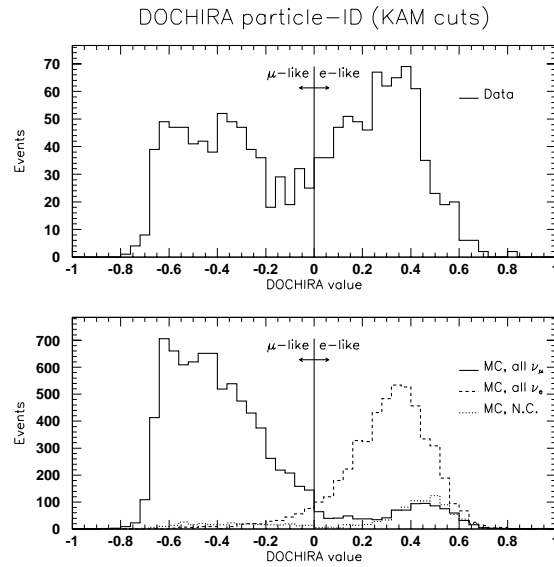 DOCHIRA particle-ID (KAM cuts)
70
60
50
40
30
20
10
0
Events
μ-like e-like
Data
-1 -0.8 -0.6 -0.4 -0.2 0 0.2 0.4 0.6 0.8 1
DOCHIRA value
700
600
500
400
300
200
100
0
Events
μ-like e-like
MC, all νμ
MC, all νe
MC, N.C.
-1 -0.8 -0.6 -0.4 -0.2 0 0.2 0.4 0.6 0.8 1
DOCHIRA value